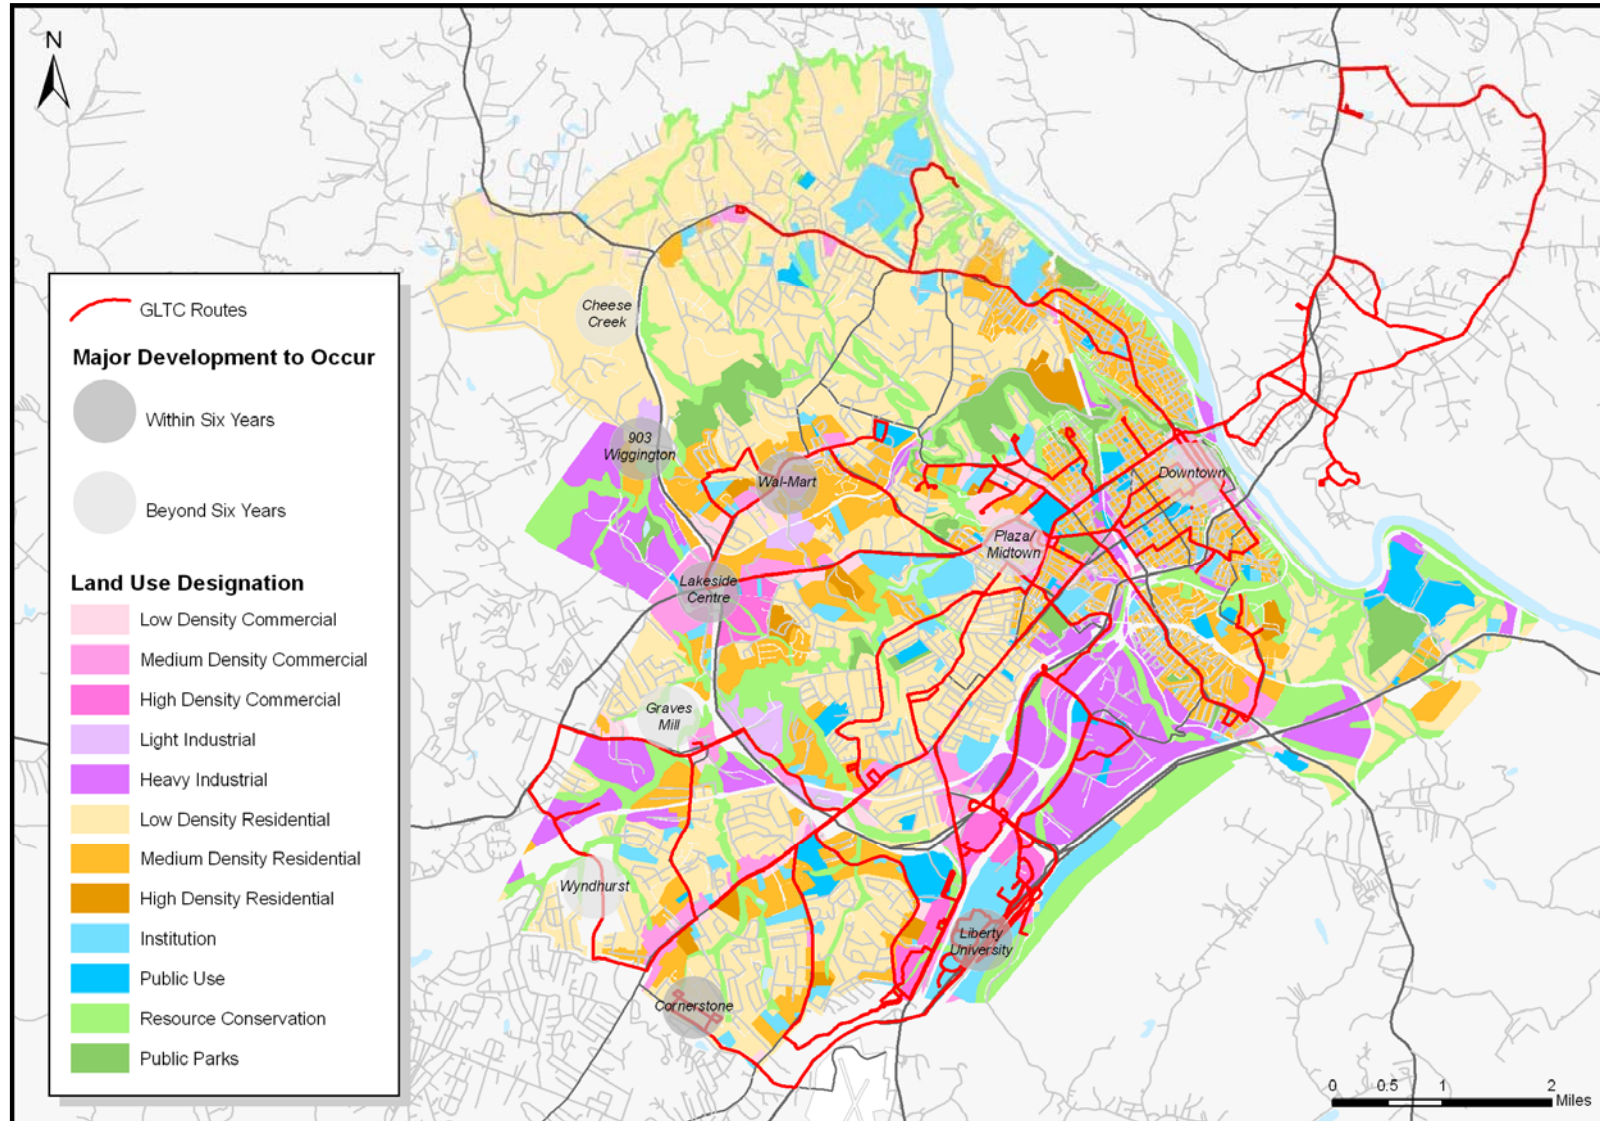 N
GLTC Routes
Major Development to Occur
Within Six Years
Beyond Six Years
Land Use Designation
Low Density Commercial
Medium Density Commercial
High Density Commercial
Light Industrial
Heavy Industrial
Low Density Residential
Medium Density Residential
High Density Residential
Institution
Public Use
Resource Conservation
Public Parks
Cheese
Creek
903
Wiggington
Wal-Mart
Downtown
Plaza/
Midtown
Lakeside
Centre
Graves
Mill
Wyndhurst
Liberty
University
Cornerstone
0 0.5 1 2
Miles